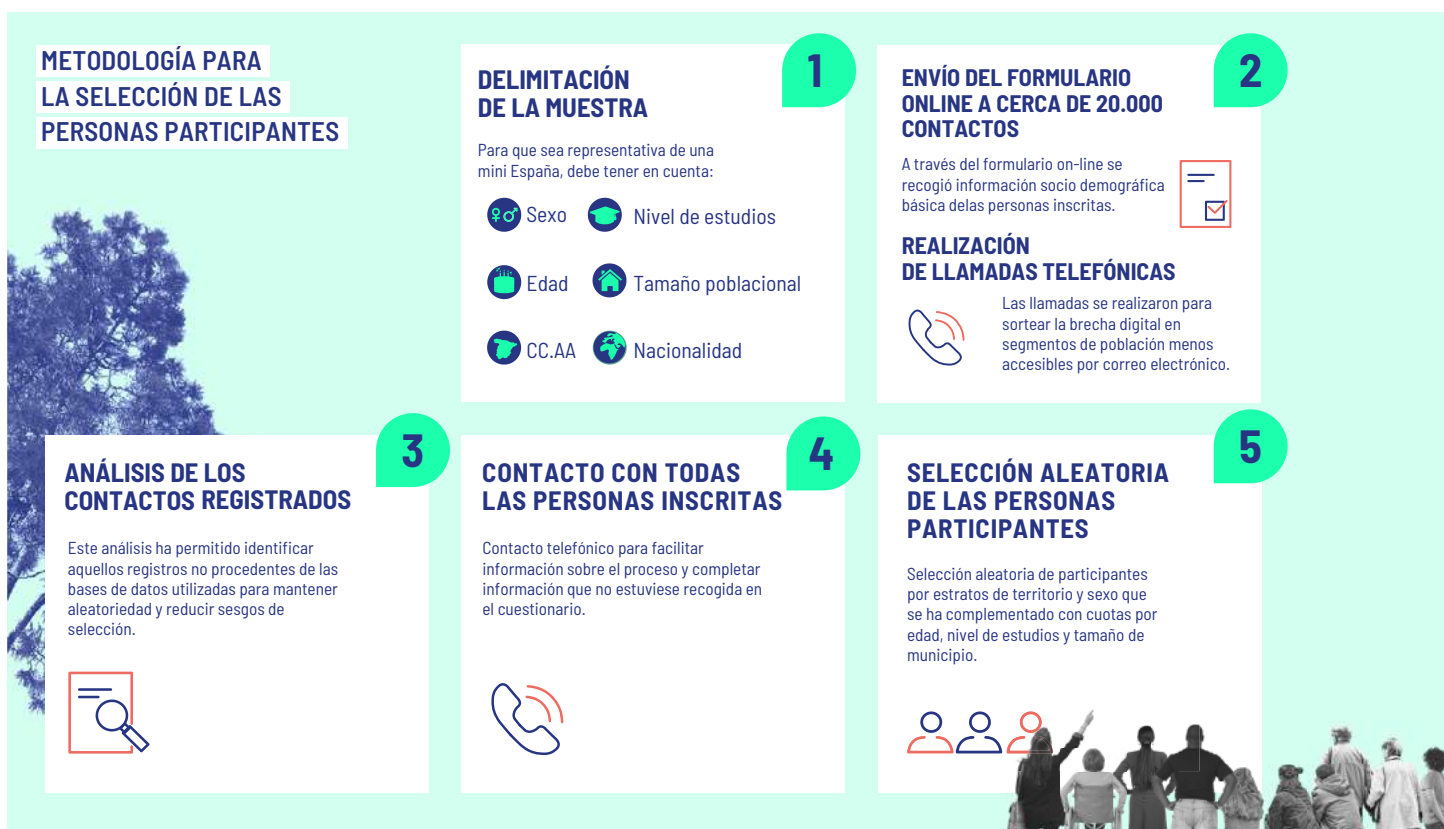 METODOLOGÍA PARA
LA SELECCIÓN DE LAS
PERSONAS PARTICIPANTES
1
DELIMITACIÓN
DE LA MUESTRA
Para que sea representativa de una
mini España, debe tener en cuenta:
Sexo
Nivel de estudios
Edad
Tamaño poblacional
CC.AA
Nacionalidad
2
ENVÍO DEL FORMULARIO
ONLINE A CERCA DE 20.000
CONTACTOS
A través del formulario on-line se
recogió información socio demográfica
básica delas personas inscritas.
REALIZACIÓN
DE LLAMADAS TELEFÓNICAS
Las llamadas se realizaron para
sortear la brecha digital en
segmentos de población menos
accesibles por correo electrónico.
3
ANÁLISIS DE LOS
CONTACTOS REGISTRADOS
Este análisis ha permitido identificar
aquellos registros no procedentes de las
bases de datos utilizadas para mantener
aleatoriedad y reducir sesgos de
selección.
4
CONTACTO CON TODAS
LAS PERSONAS INSCRITAS
Contacto telefónico para facilitar
información sobre el proceso y completar
información que no estuviese recogida en
el cuestionario.
5
SELECCIÓN ALEATORIA
DE LAS PERSONAS
PARTICIPANTES
Selección aleatoria de participantes
por estratos de territorio y sexo que
se ha complementado con cuotas por
edad, nivel de estudios y tamaño de
municipio.